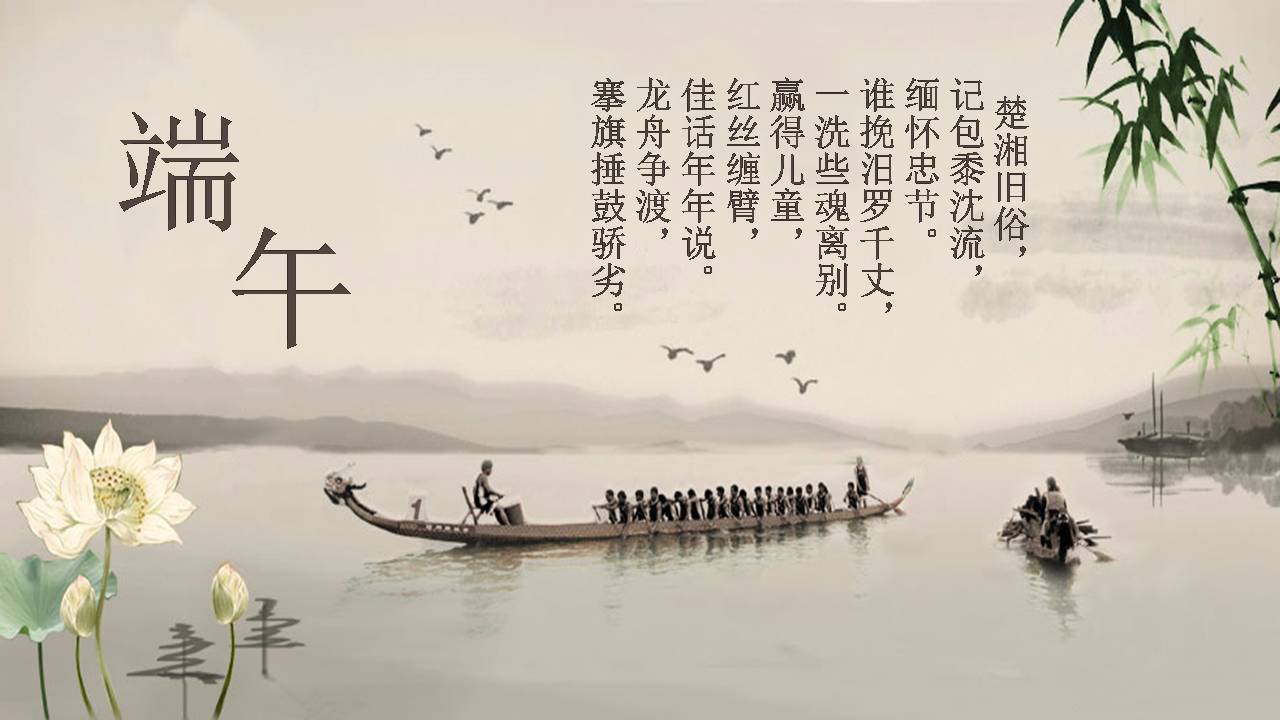 端午
楚湘旧俗，
记包黍沈流，
缅怀忠节。
谁挽汨罗千丈，
一洗些魂离别。
赢得儿童，
红丝缠臂，
佳话年年说。
龙舟争渡，
搴旗捶鼓骄劣。
1